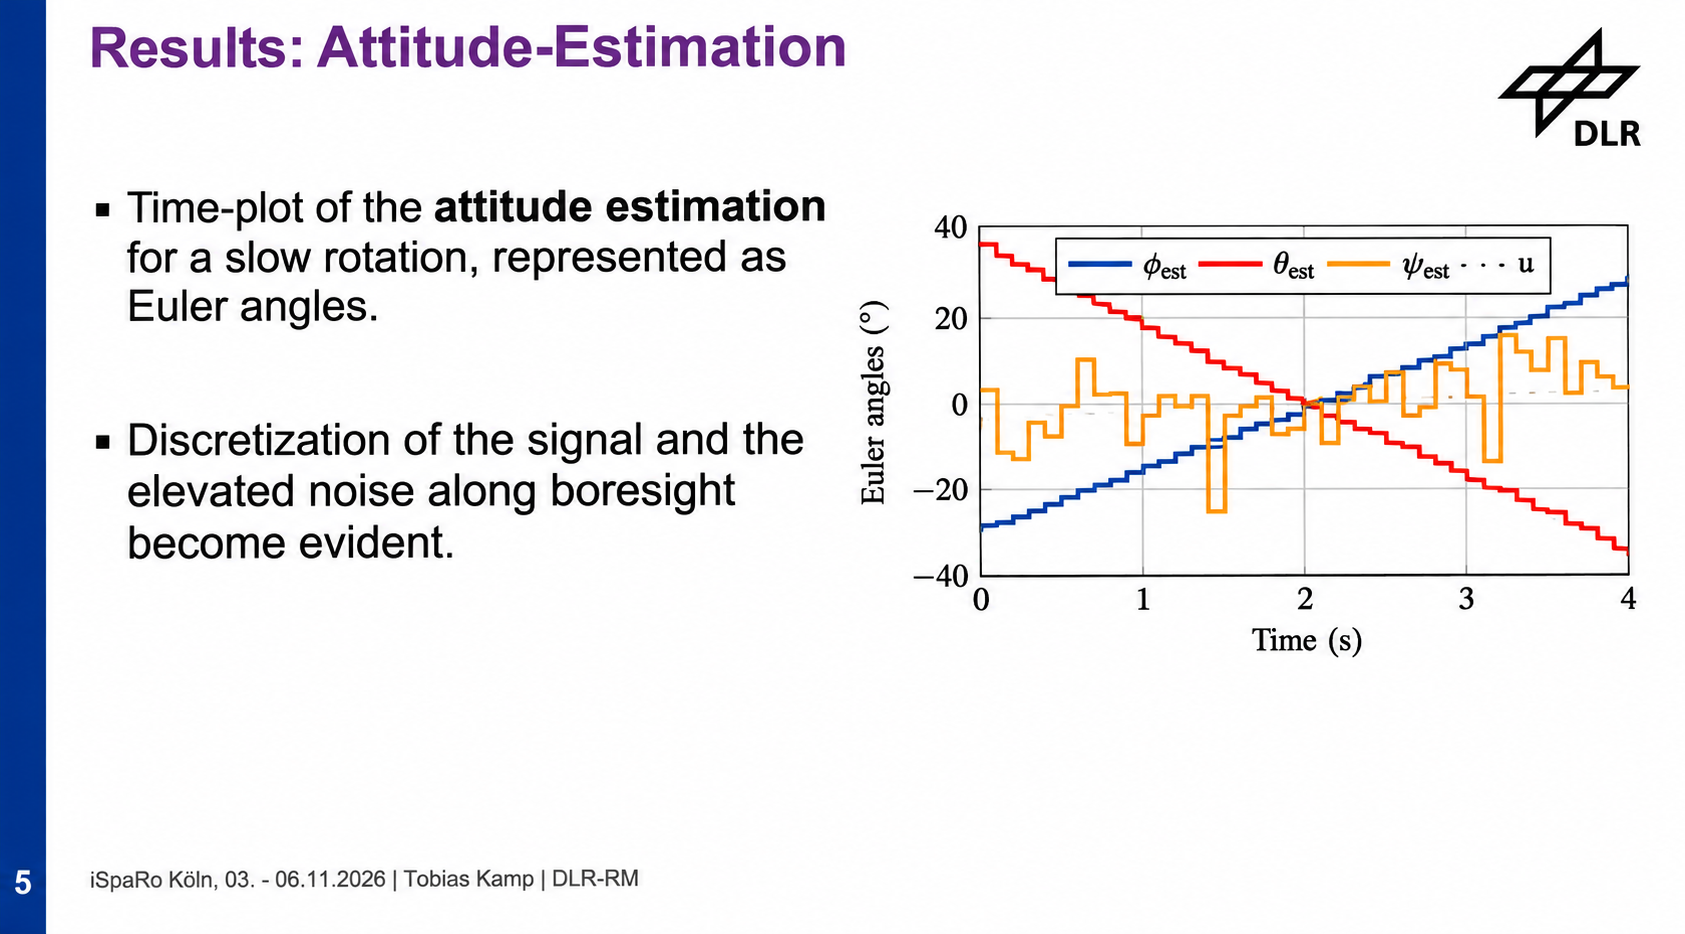 Results: Attitude-Estimation
DLR
▪ Time-plot of the attitude estimation
for a slow rotation, represented as
Euler angles.
▪ Discretization of the signal and the
elevated noise along boresight
become evident.
ϕest θest ψest u
40
20
0
−20
−40
Euler angles (°)
0 1 2 3 4
Time (s)
5
iSpaRo Köln, 03. - 06.11.2026 | Tobias Kamp | DLR-RM